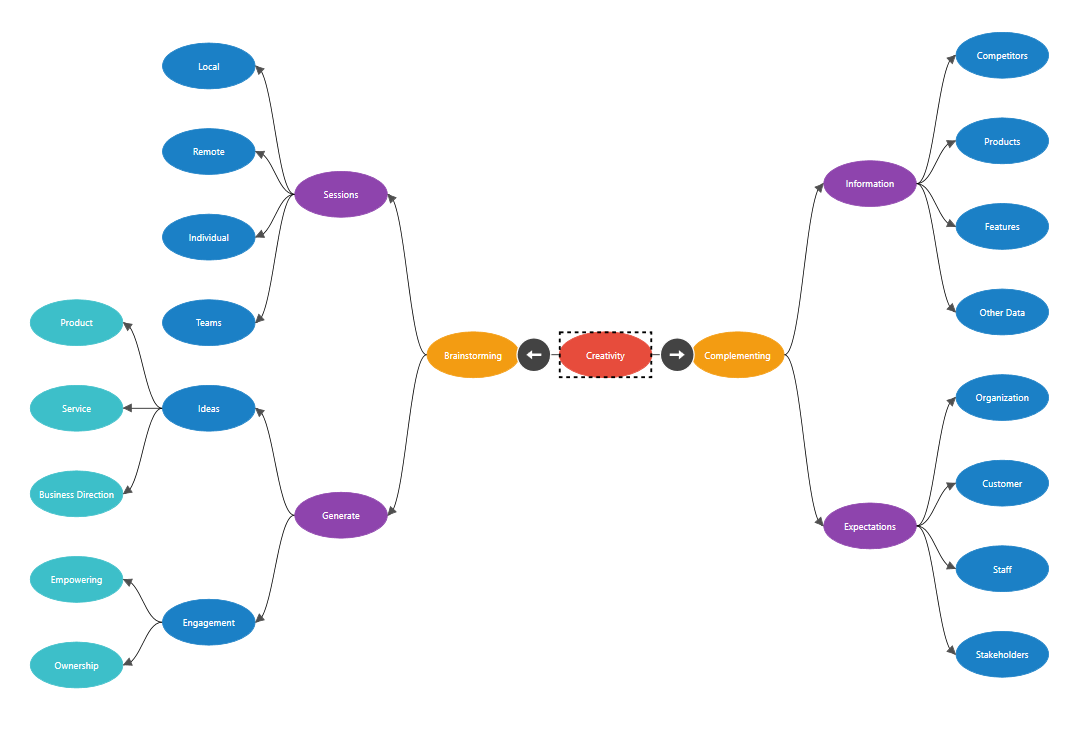 Local
Remote
Individual
Teams
Sessions
Product
Service
Business Direction
Ideas
Empowering
Ownership
Engagement
Generate
Brainstorming
Creativity
Complementing
Information
Competitors
Products
Features
Other Data
Expectations
Organization
Customer
Staff
Stakeholders